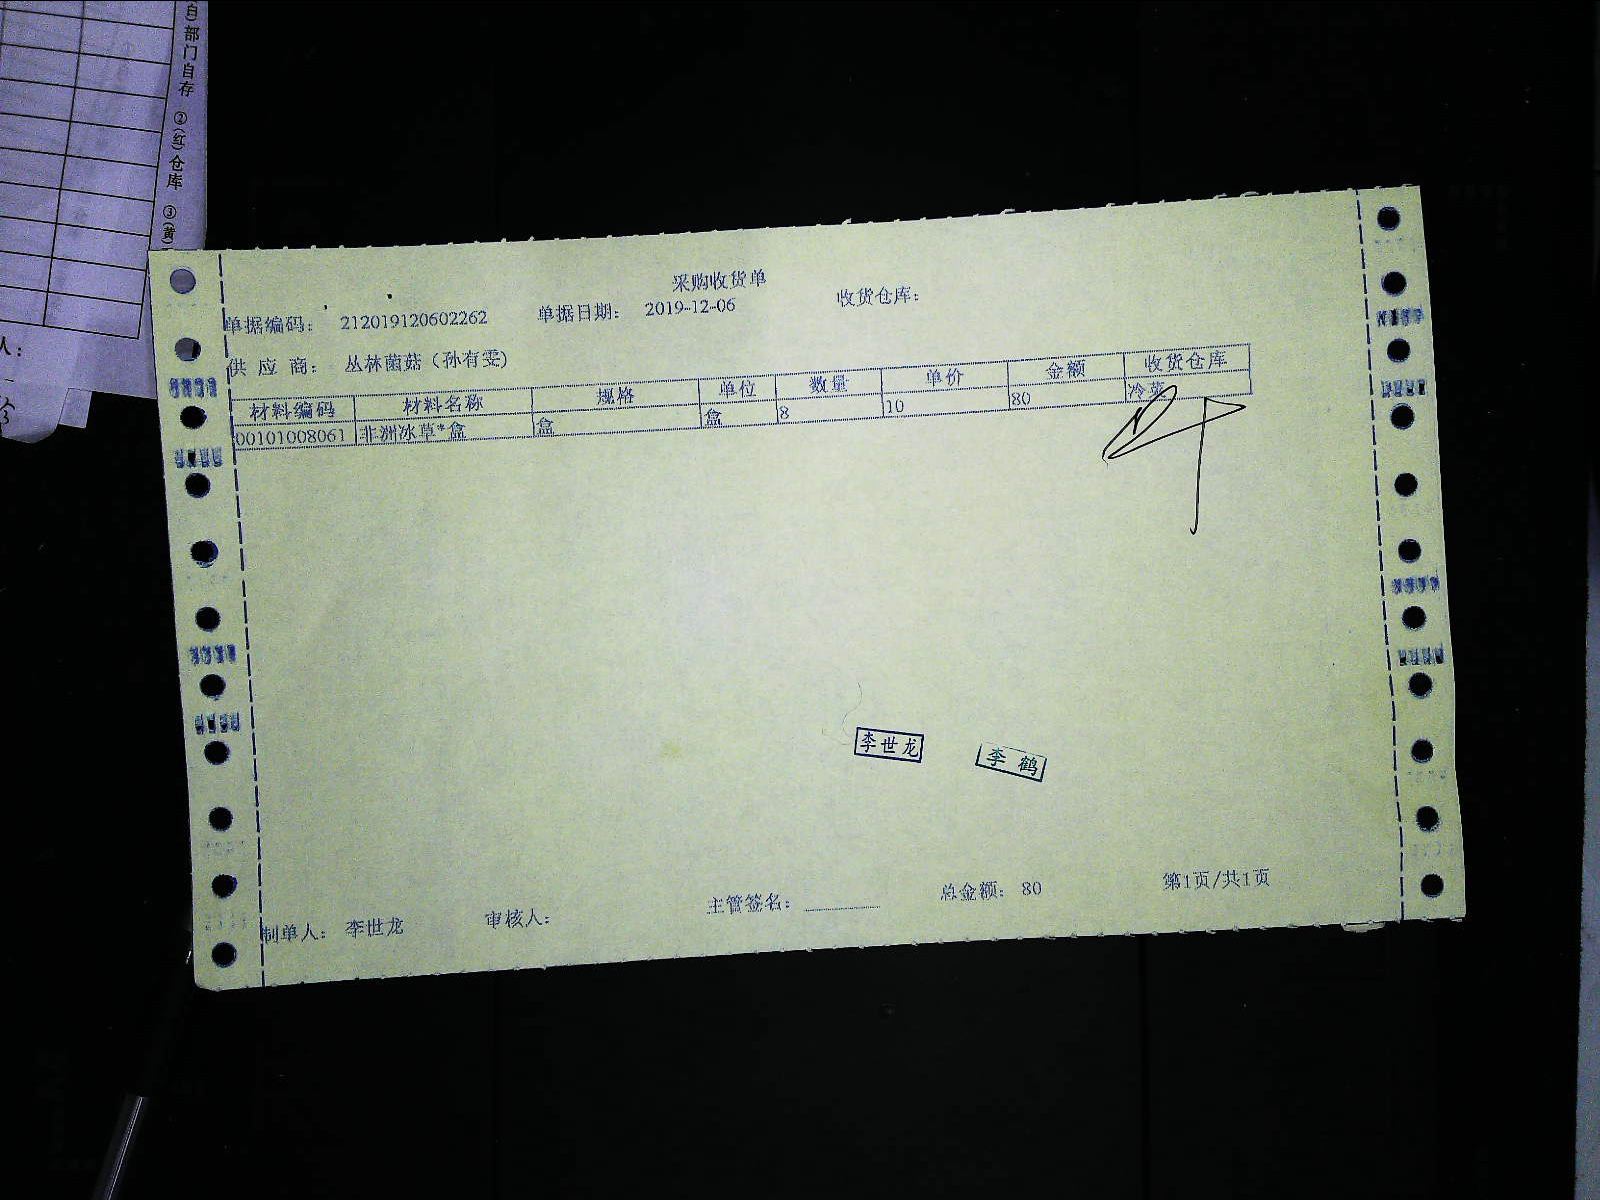 自)部门自存 ②(红)仓库 ③(黄)
人:
采购收货单
单据编码: 212019120602262 单据日期: 2019-12-06 收货仓库:
供 应 商: 丛林菌菇(孙有雯)
材料编码 材料名称 规格 单位 数量 单价 金额 收货仓库
00101008061 非洲冰草*盒 盒 盒 8 10 80 冷菜
李世龙 李鹤
制单人: 李世龙 审核人: 主管签名: 总金额: 80 第1页/共1页